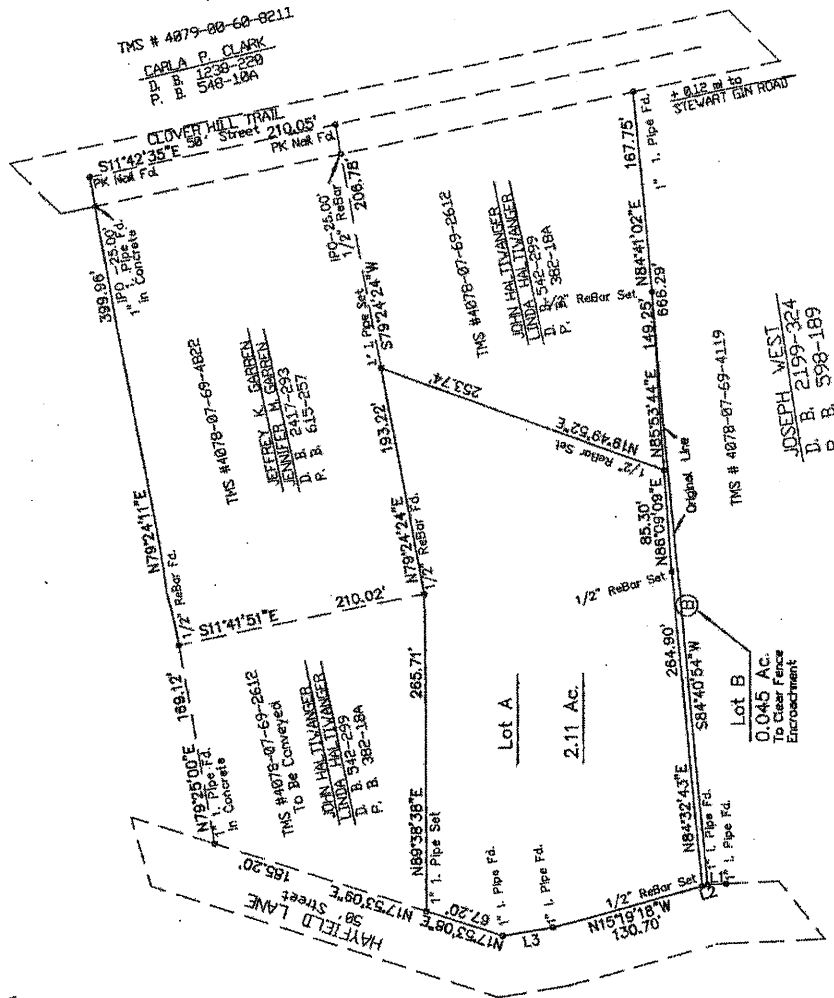 TMS # 4079-00-60-8211
CARLA P. CLARK
D. B. 1238-220
P. B. 548-10A
CLOVER HILL TRAIL
50' Street
S11°42'35"E 210.05'
PK Nail Fd.
PK Nail Fd.
± 0.12 mi to
STEWART GIN ROAD
399.96'
IPO -25.00'
1" I. Pipe Fd.
in Concrete
IPO-25.00'
1/2" ReBar
206.78'
167.75'
1" I. Pipe Fd.
N79°24'11"E
TMS #4078-07-69-4822
JEFFREY K. GARREN
JENNIFER M. GARREN
D. B. 2417-293
P. B. 615-257
1" I. Pipe Set
S79°24'24"W
TMS #4078-07-69-2612
JOHN HALTIWANGER
LINDA HALTIWANGER
D. B. 542-299
P. B. 382-18A
N84°41'02"E
666.29'
ReBar Set
149.25'
N85°53'44"E
253.74'
N19°49'52"E
1/2" ReBar Set
193.22'
N79°24'24"E
1/2" ReBar Fd.
1/2" ReBar Fd.
S11°41'51"E 210.02'
Original Line
TMS # 4078-07-69-4119
JOSEPH WEST
D. B. 2199-324
P. B. 598-189
85.30'
N86°09'09"E
1/2" ReBar Set
169.12'
N79°25'00"E
1" I. Pipe Fd.
in Concrete
TMS #4078-07-69-2612
To Be Conveyed
JOHN HALTIWANGER
LINDA HALTIWANGER
D. B. 542-299
P. B. 382-18A
265.71'
N89°38'38"E
1" I. Pipe Set
Lot A
2.11 Ac.
264.90'
S84°40'54"W
N84°32'43"E
B
Lot B
0.045 Ac.
To Clear Fence
Encroachment
HAYFIELD LANE
50' Street
185.20'
N17°53'09"E
67.20'
N17°53'08"E
1" I. Pipe Fd.
L3
1" I. Pipe Fd.
N15°19'18"W
130.70'
1/2" ReBar Set
L2
1" I. Pipe Fd.
1" I. Pipe Fd.